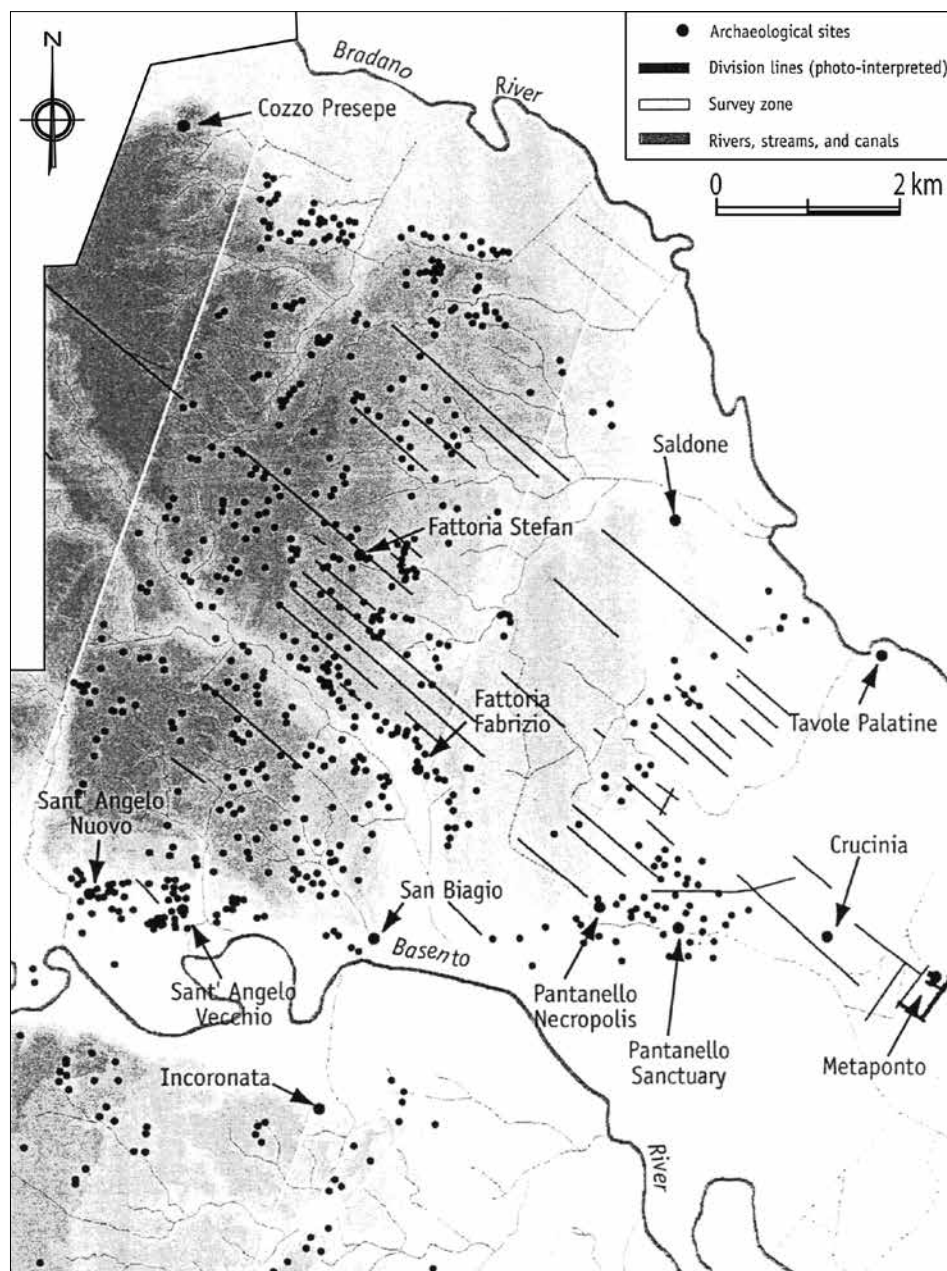 N
Bradano
River
Archaeological sites
Division lines (photo-interpreted)
Survey zone
Rivers, streams, and canals
0 2 km
Cozzo Presepe
Saldone
Fattoria Stefan
Fattoria
Fabrizio
Tavole Palatine
Sant' Angelo
Nuovo
Crucinia
San Biagio
Basento
Sant' Angelo
Vecchio
Pantanello
Necropolis
Pantanello
Sanctuary
Metaponto
Incoronata
River